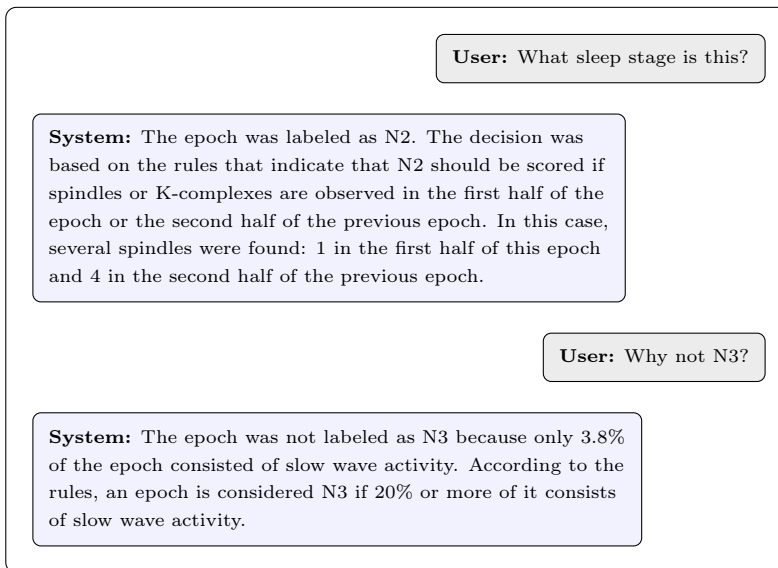 User: What sleep stage is this?
System: The epoch was labeled as N2. The decision was
based on the rules that indicate that N2 should be scored if
spindles or K-complexes are observed in the first half of the
epoch or the second half of the previous epoch. In this case,
several spindles were found: 1 in the first half of this epoch
and 4 in the second half of the previous epoch.
User: Why not N3?
System: The epoch was not labeled as N3 because only 3.8%
of the epoch consisted of slow wave activity. According to the
rules, an epoch is considered N3 if 20% or more of it consists
of slow wave activity.